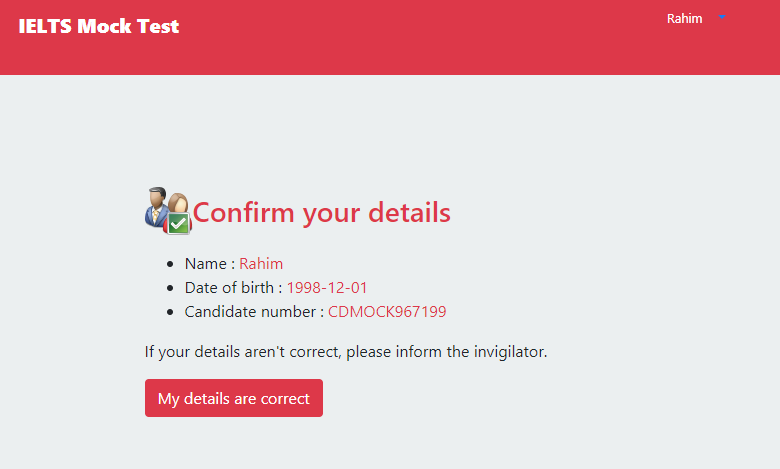 IELTS Mock Test
Rahim
Confirm your details
Name : Rahim
Date of birth : 1998-12-01
Candidate number : CDMOCK967199
If your details aren't correct, please inform the invigilator.
My details are correct